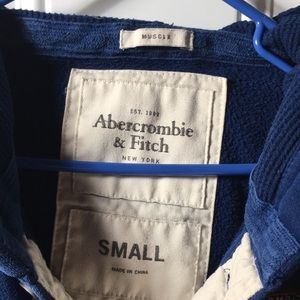 MUSCLE
EST. 1892
Abercrombie
& Fitch
NEW YORK
SMALL
MADE IN CHINA